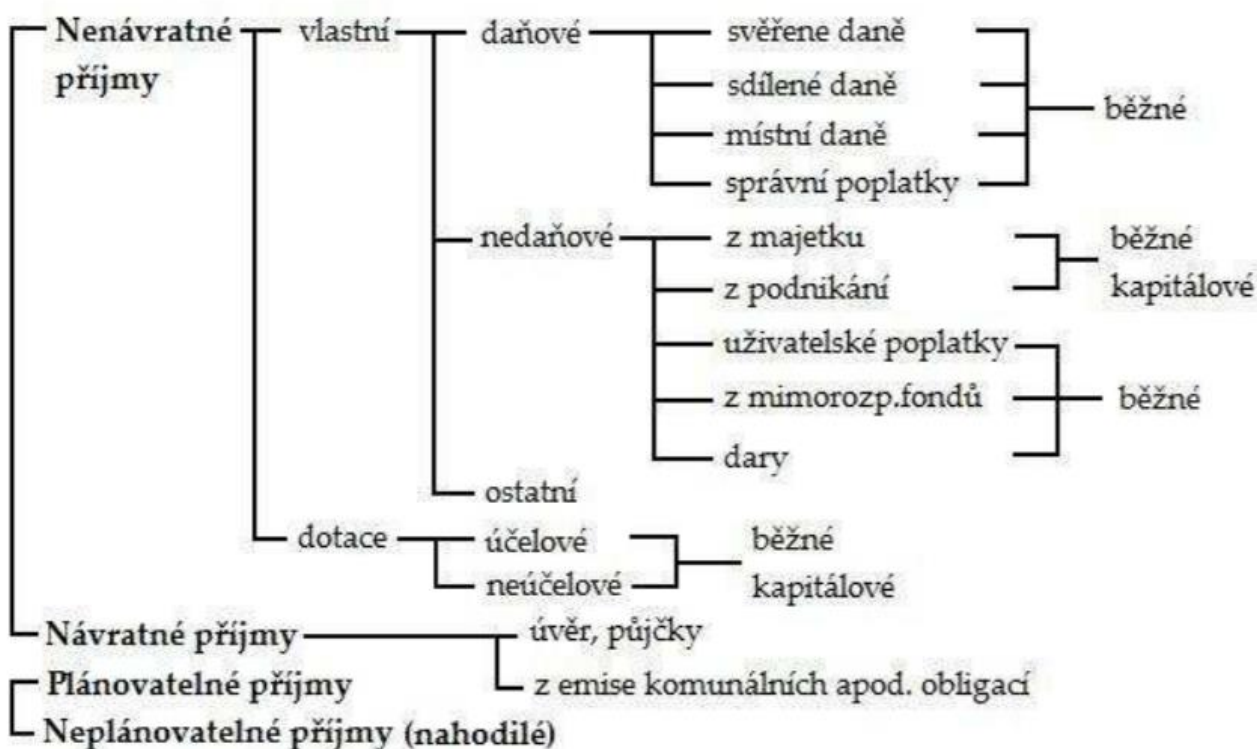 Nenávratné příjmy
vlastní
daňové
svěřene daně
sdílené daně
místní daně
správní poplatky
běžné
nedaňové
z majetku
z podnikání
běžné
kapitálové
uživatelské poplatky
z mimorozp.fondů
dary
běžné
ostatní
dotace
účelové
neúčelové
běžné
kapitálové
Návratné příjmy
úvěr, půjčky
z emise komunálních apod. obligací
Plánovatelné příjmy
Neplánovatelné příjmy (nahodilé)